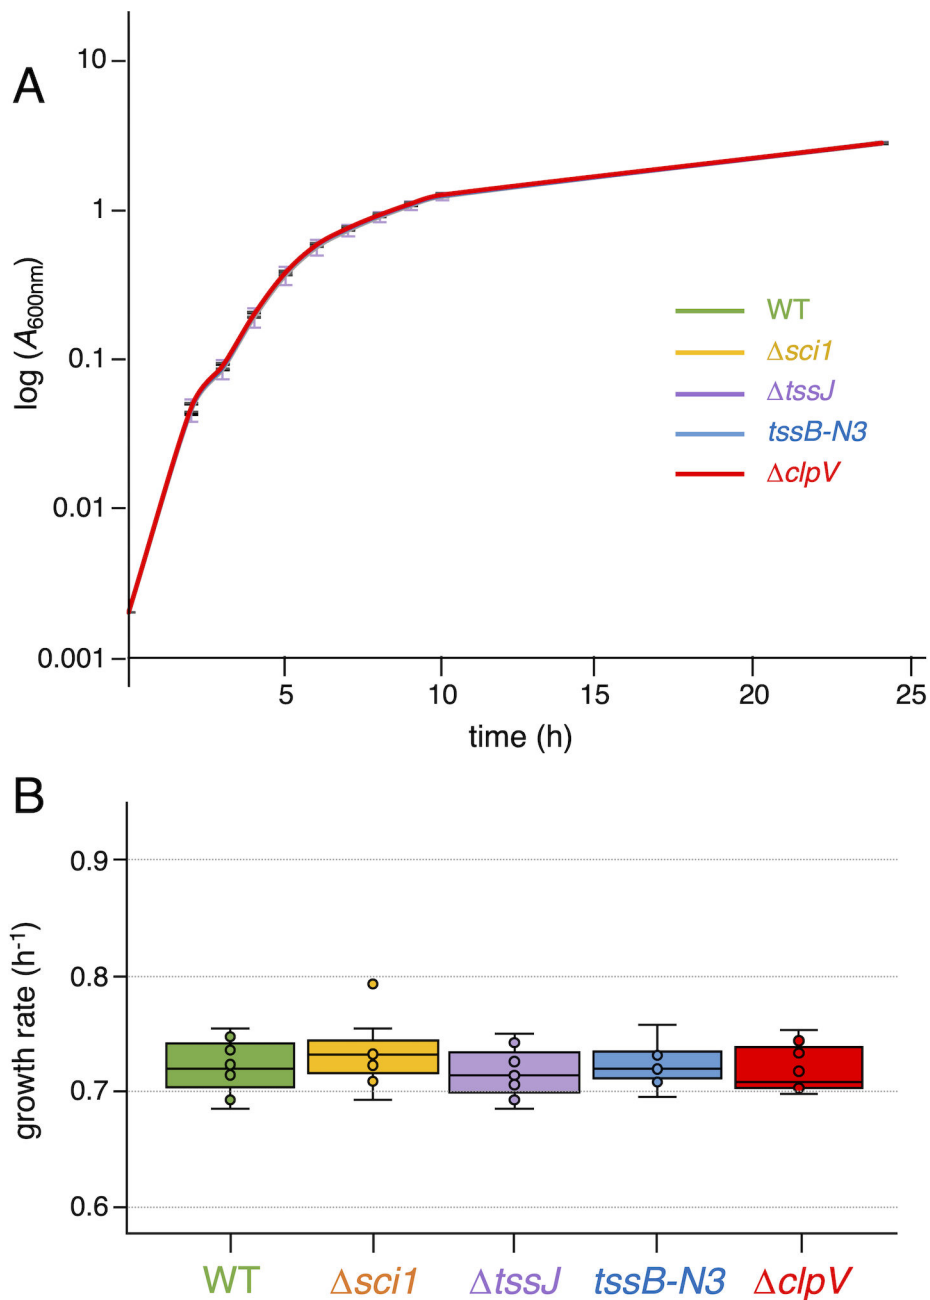 A
10
1
0.1
0.01
0.001
log (A600nm)
WT
Δsci1
ΔtssJ
tssB-N3
ΔclpV
5 10 15 20 25
time (h)
B
0.9
0.8
0.7
0.6
growth rate (h-1)
WT Δsci1 ΔtssJ tssB-N3 ΔclpV